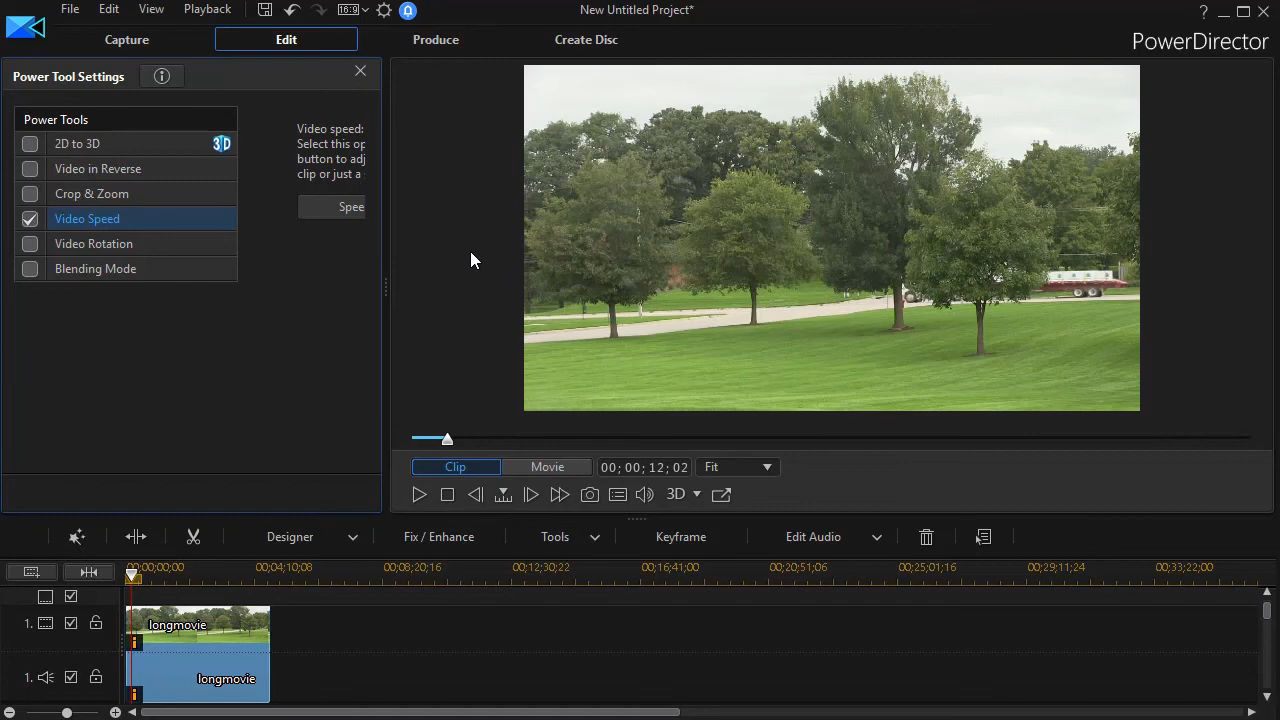 File Edit View Playback 16:9 New Untitled Project* ?
Capture Edit Produce Create Disc PowerDirector
Power Tool Settings
Power Tools
2D to 3D 3D
Video in Reverse
Crop & Zoom
Video Speed
Video Rotation
Blending Mode
Video speed:
Select this op
button to adj
clip or just a
Spee
Clip Movie 00; 00; 12; 02 Fit
3D
Designer Fix / Enhance Tools Keyframe Edit Audio
00;00;00;00 00;04;10;08 00;08;20;16 00;12;30;22 00;16;41;00 00;20;51;06 00;25;01;16 00;29;11;24 00;33;22;00
1. longmovie
1. longmovie